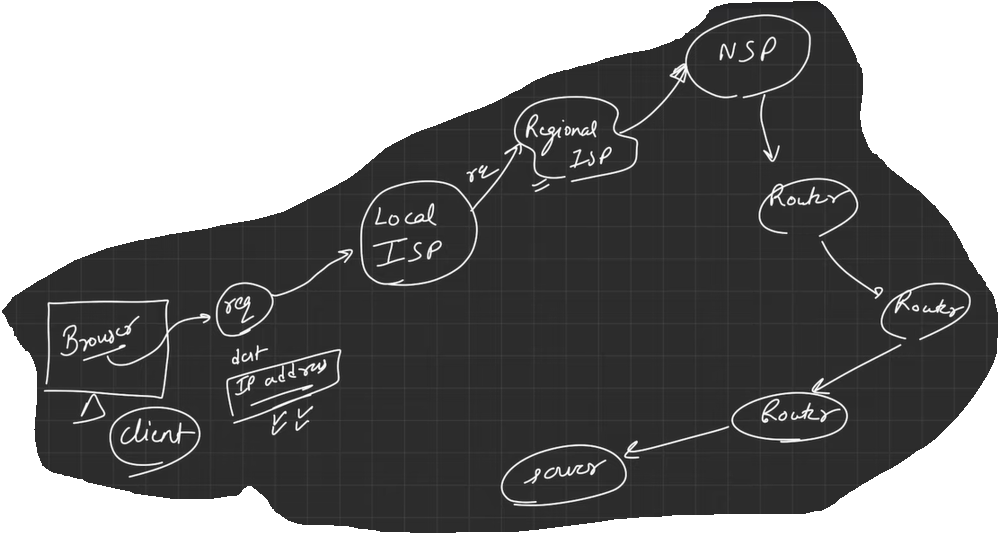 NSP
Regional
ISP
req
Local
ISP
Router
req
Browser
Router
dest
IP address
client
Router
server